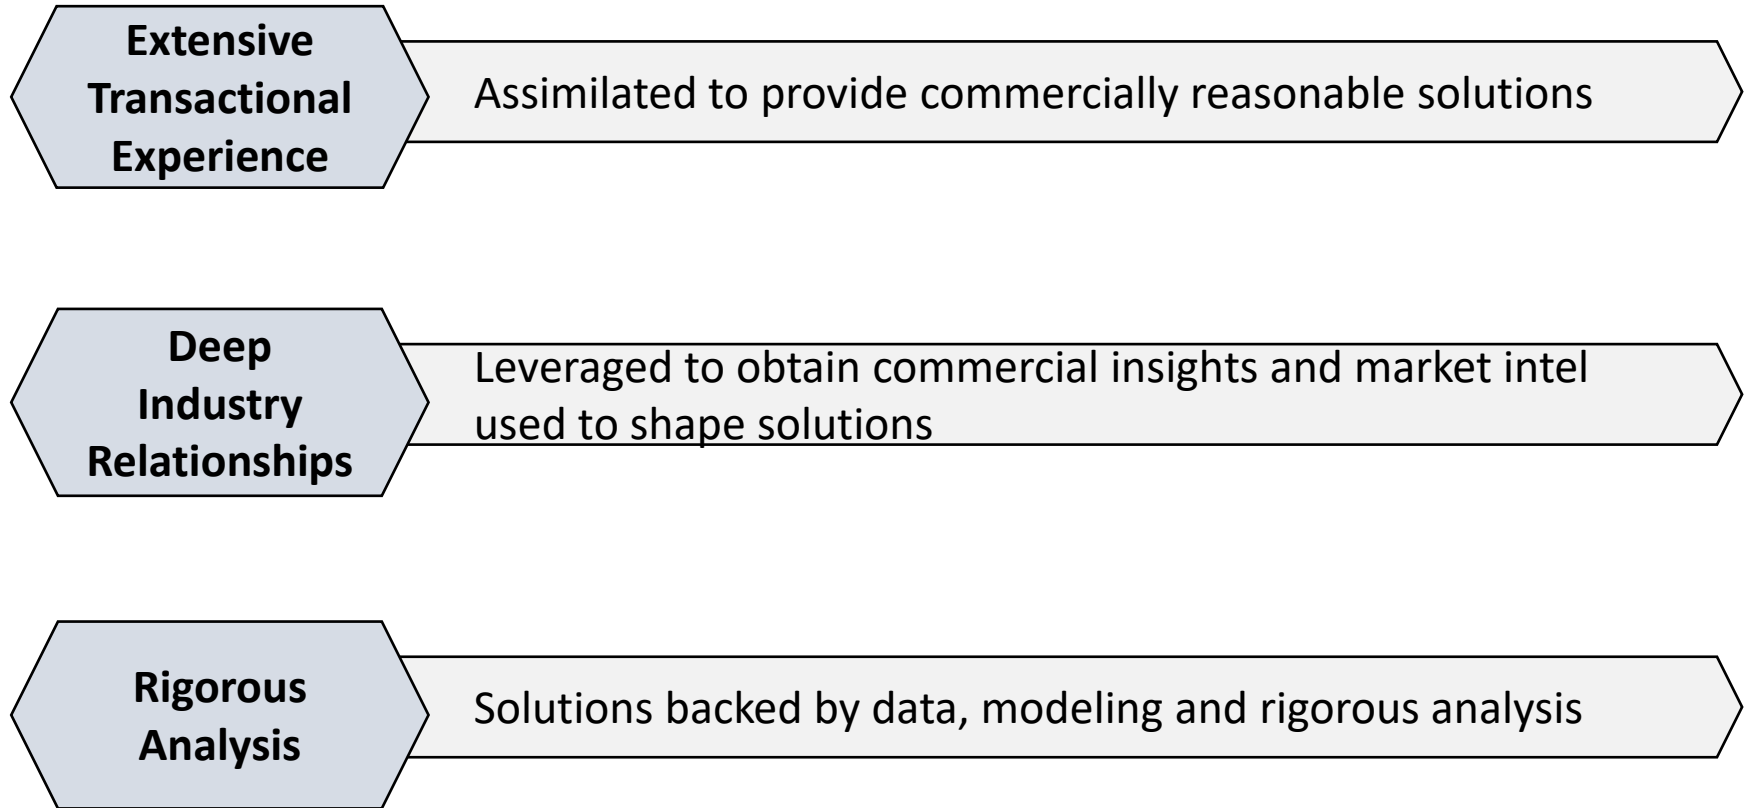 Extensive
Transactional
Experience
Assimilated to provide commercially reasonable solutions
Deep
Industry
Relationships
Leveraged to obtain commercial insights and market intel
used to shape solutions
Rigorous
Analysis
Solutions backed by data, modeling and rigorous analysis